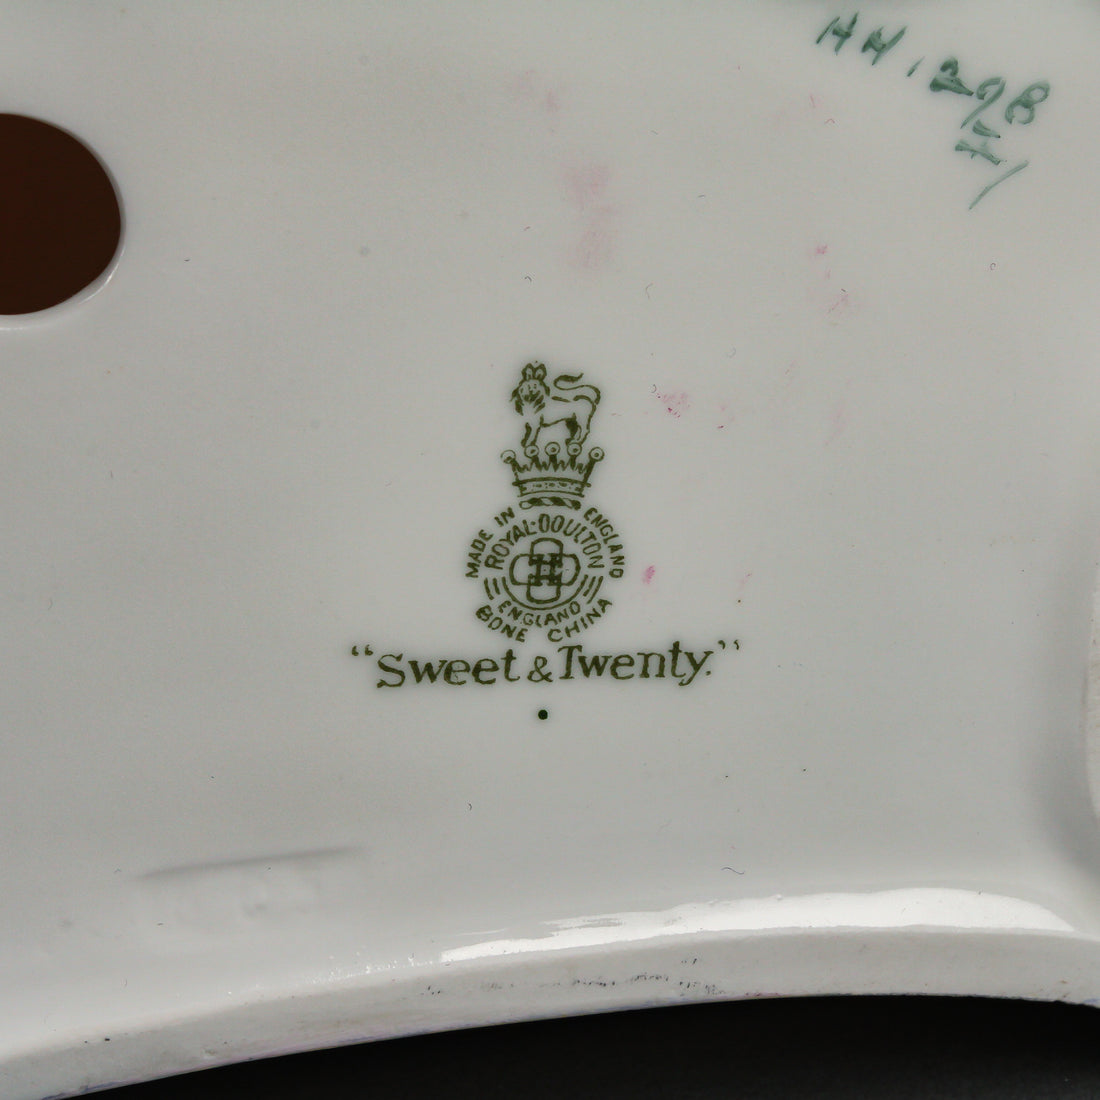 HN.1298
MADE IN ENGLAND
ROYAL·DOULTON
ENGLAND
BONE CHINA
"Sweet & Twenty."